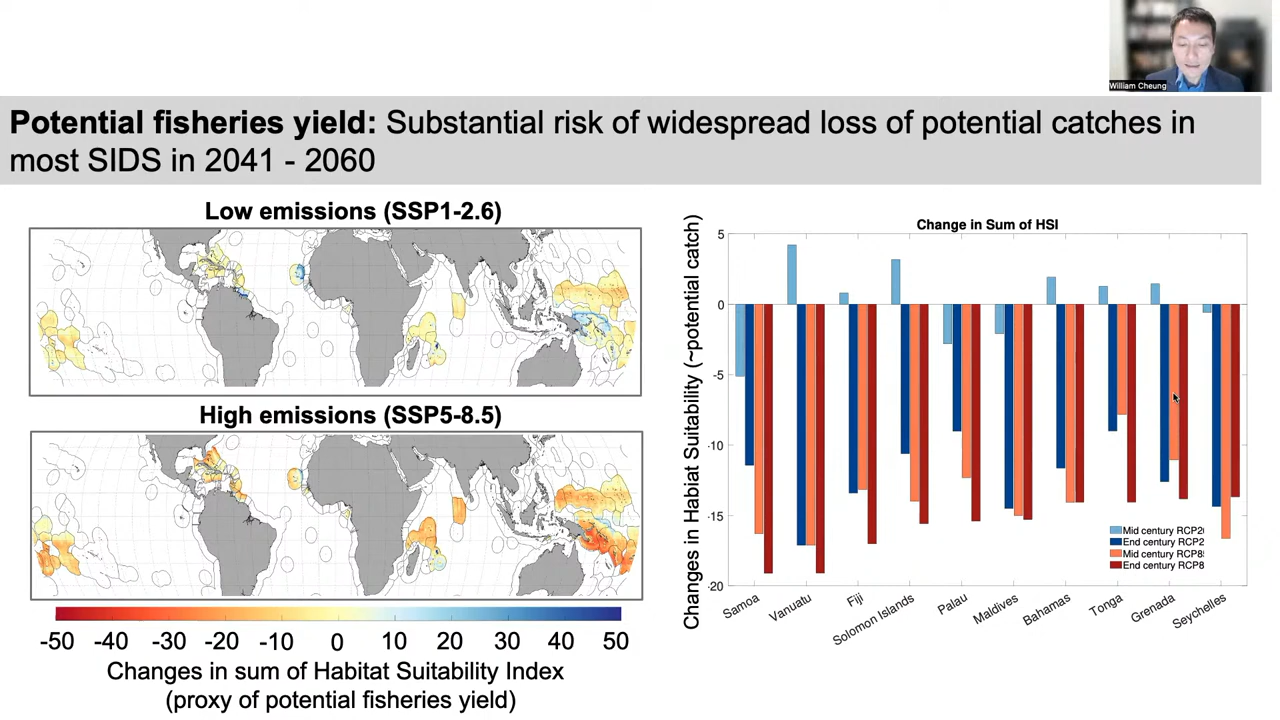 William Cheung
Potential fisheries yield: Substantial risk of widespread loss of potential catches in
most SIDS in 2041 - 2060
Low emissions (SSP1-2.6)
High emissions (SSP5-8.5)
-50 -40 -30 -20 -10 0 10 20 30 40 50
Changes in sum of Habitat Suitability Index
(proxy of potential fisheries yield)
Change in Sum of HSI
Changes in Habiat Suitability (~potential catch)
5
0
-5
-10
-15
-20
Mid century RCP26
End century RCP2
Mid century RCP85
End century RCP8
Samoa
Vanuatu
Fiji
Solomon Islands
Palau
Maldives
Bahamas
Tonga
Grenada
Seychelles